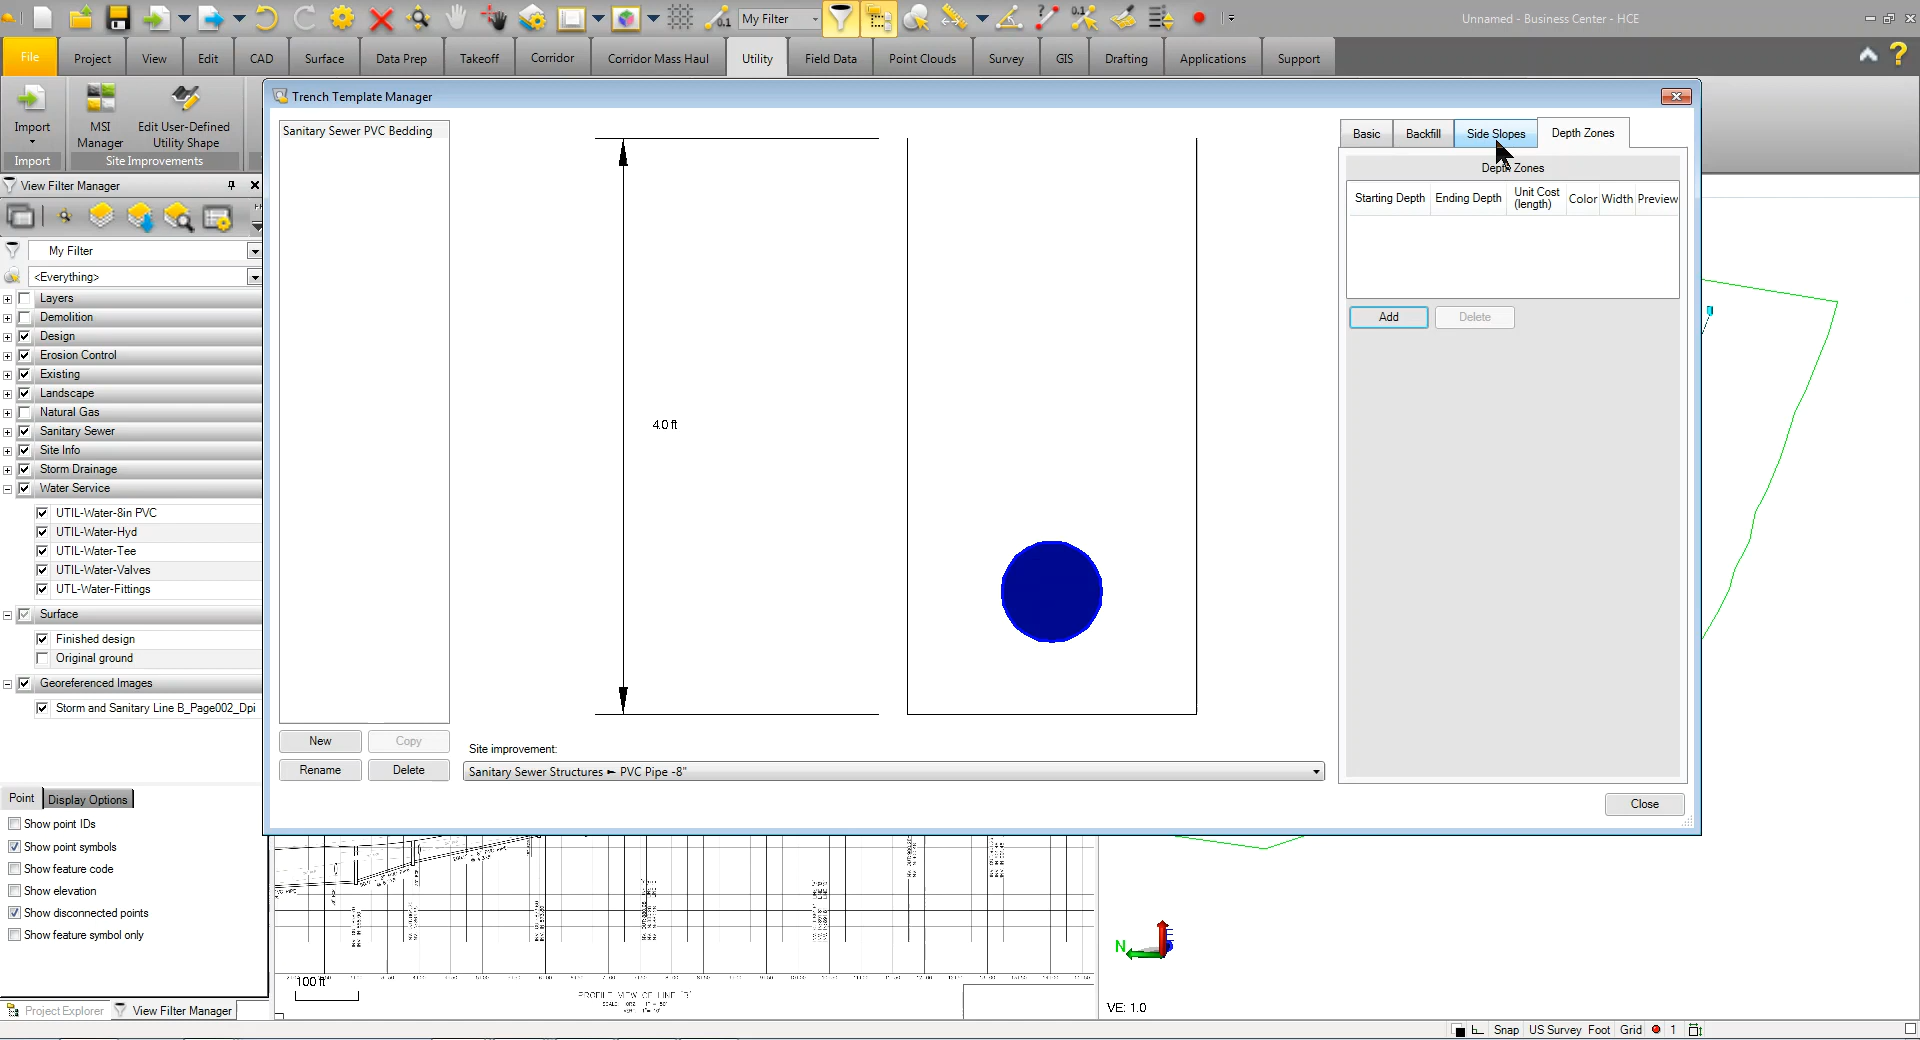 My Filter
Unnamed - Business Center - HCE
File
Project
View
Edit
CAD
Surface
Data Prep
Takeoff
Corridor
Corridor Mass Haul
Utility
Field Data
Point Clouds
Survey
GIS
Drafting
Applications
Support
Import
MSI Manager
Edit User-Defined Utility Shape
Import
Site Improvements
View Filter Manager
My Filter
<Everything>
Layers
Demolition
Design
Erosion Control
Existing
Landscape
Natural Gas
Sanitary Sewer
Site Info
Storm Drainage
Water Service
UTIL-Water-8in PVC
UTIL-Water-Hyd
UTIL-Water-Tee
UTIL-Water-Valves
UTL-Water-Fittings
Surface
Finished design
Original ground
Georeferenced Images
Storm and Sanitary Line B_Page002_Dpi
Point
Display Options
Show point IDs
Show point symbols
Show feature code
Show elevation
Show disconnected points
Show feature symbol only
Project Explorer
View Filter Manager
Trench Template Manager
Sanitary Sewer PVC Bedding
4.0 ft
New
Copy
Rename
Delete
Site improvement:
Sanitary Sewer Structures ► PVC Pipe -8"
Basic
Backfill
Side Slopes
Depth Zones
Depth Zones
Starting Depth
Ending Depth
Unit Cost (length)
Color
Width
Preview
Add
Delete
Close
100 ft
PROFILE VIEW OF LINE "B"
N
E
VE: 1.0
Snap
US Survey Foot
Grid
1